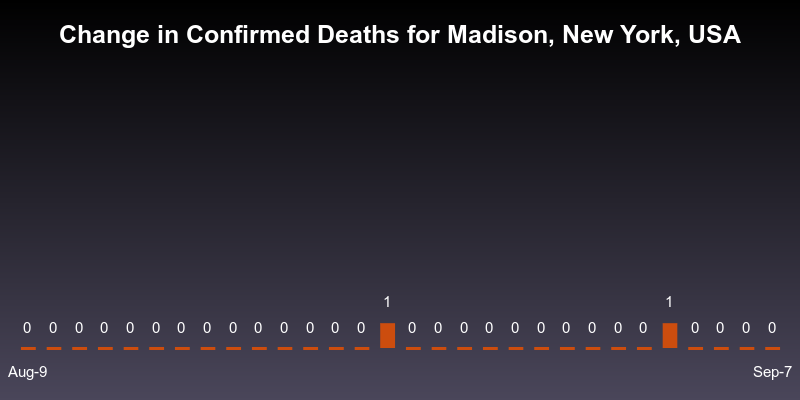 Change in Confirmed Deaths for Madison, New York, USA
1 1
0 0 0 0 0 0 0 0 0 0 0 0 0 0 0 0 0 0 0 0 0 0 0 0 0 0 0 0
Aug-9 Sep-7